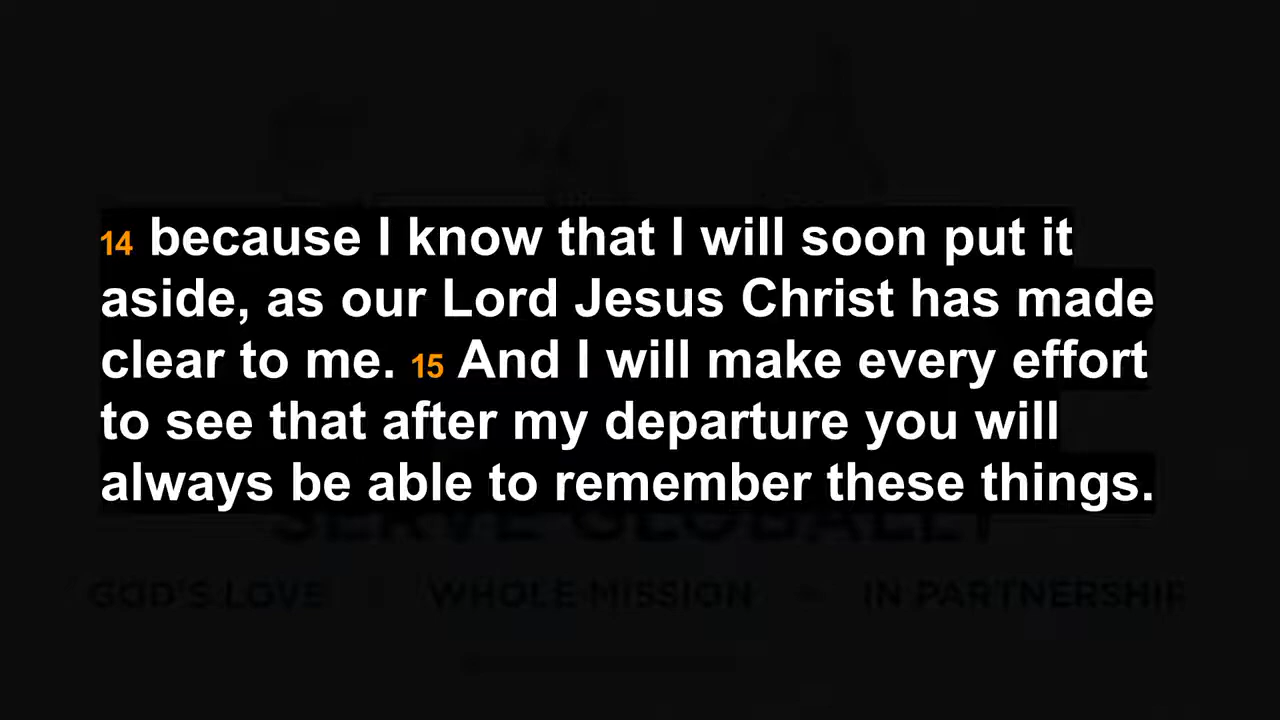 14 because I know that I will soon put it
aside, as our Lord Jesus Christ has made
clear to me. 15 And I will make every effort
to see that after my departure you will
always be able to remember these things.
SERVE GLOBALLY
GOD'S LOVE WHOLE MISSION IN PARTNERSHIP